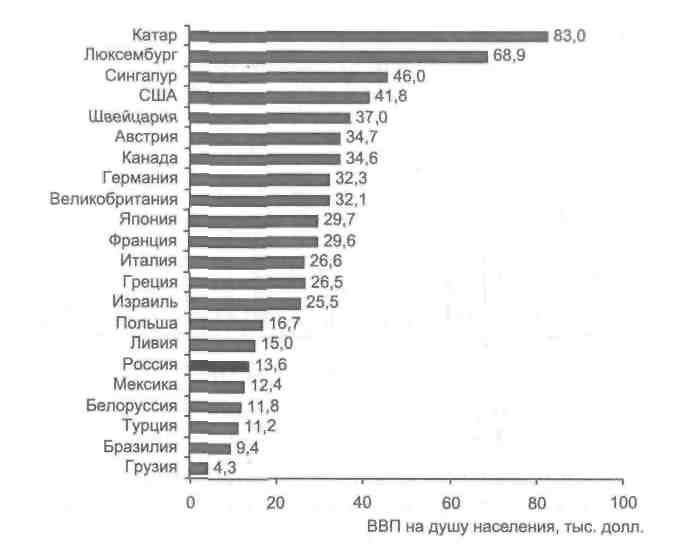 Катар 83,0
Люксембург 68,9
Сингапур 46,0
США 41,8
Швейцария 37,0
Австрия 34,7
Канада 34,6
Германия 32,3
Великобритания 32,1
Япония 29,7
Франция 29,6
Италия 26,6
Греция 26,5
Израиль 25,5
Польша 16,7
Ливия 15,0
Россия 13,6
Мексика 12,4
Белоруссия 11,8
Турция 11,2
Бразилия 9,4
Грузия 4,3
0 20 40 60 80 100
ВВП на душу населения, тыс. долл.